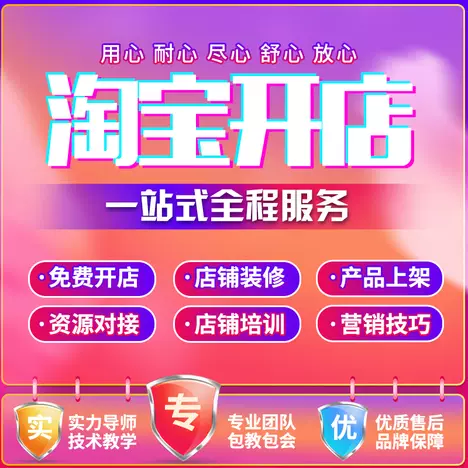 用心 耐心 尽心 舒心 放心
淘宝开店
一站式全程服务
·免费开店 ·店铺装修 ·产品上架
·资源对接 ·店铺培训 ·营销技巧
实 实力导师 技术教学
专 专业团队 包教包会
优 优质售后 品牌保障